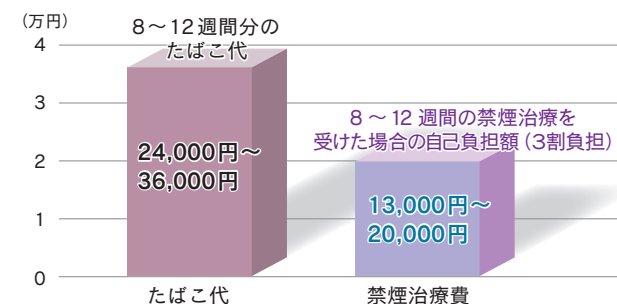 (万円)
8〜12週間分の
たばこ代
4
3
2
1
0
24,000円〜
36,000円
8 〜 12 週間の禁煙治療を
受けた場合の自己負担額（3割負担）
13,000円〜
20,000円
たばこ代
禁煙治療費